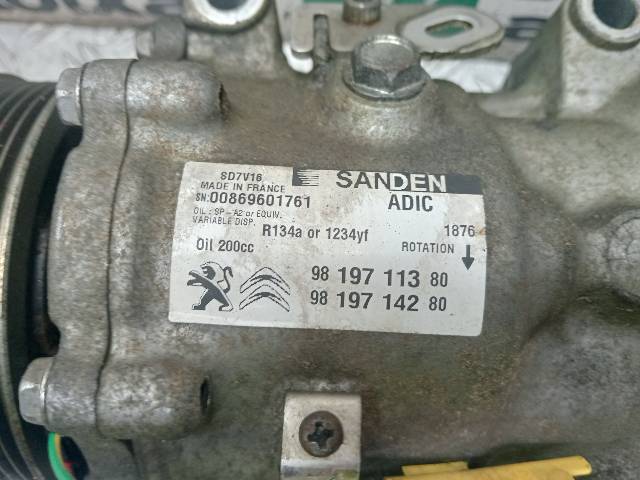 SD7V16
MADE IN FRANCE
SN:00869601761
OIL : SP-A2 or EQUIV.
VARIABLE DISP.
Oil 200cc
SANDEN
ADIC
R134a or 1234yf
1876
ROTATION
98 197 113 80
98 197 142 80